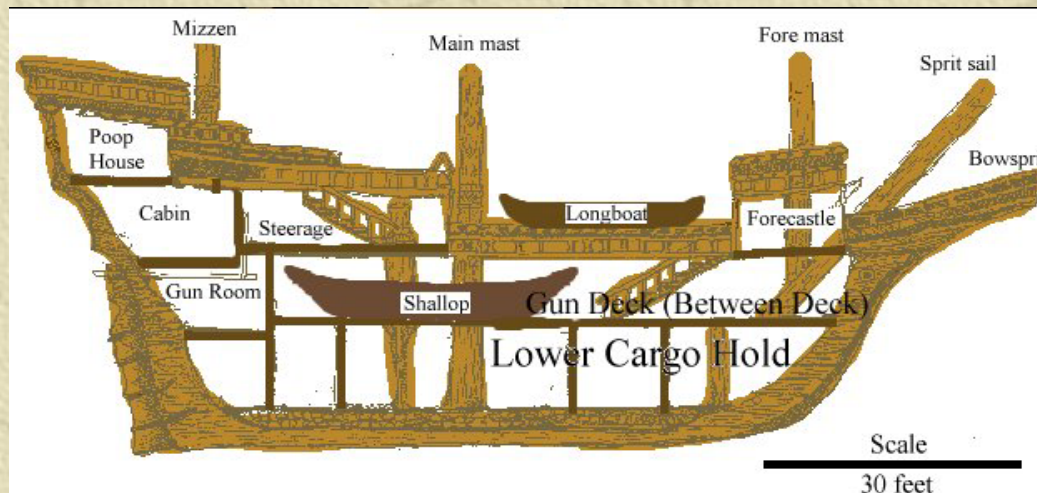 Mizzen
Main mast
Fore mast
Sprit sail
Poop
House
Bowspri
Cabin
Steerage
Longboat
Forecastle
Gun Room
Shallop
Gun Deck (Between Deck)
Lower Cargo Hold
Scale
30 feet